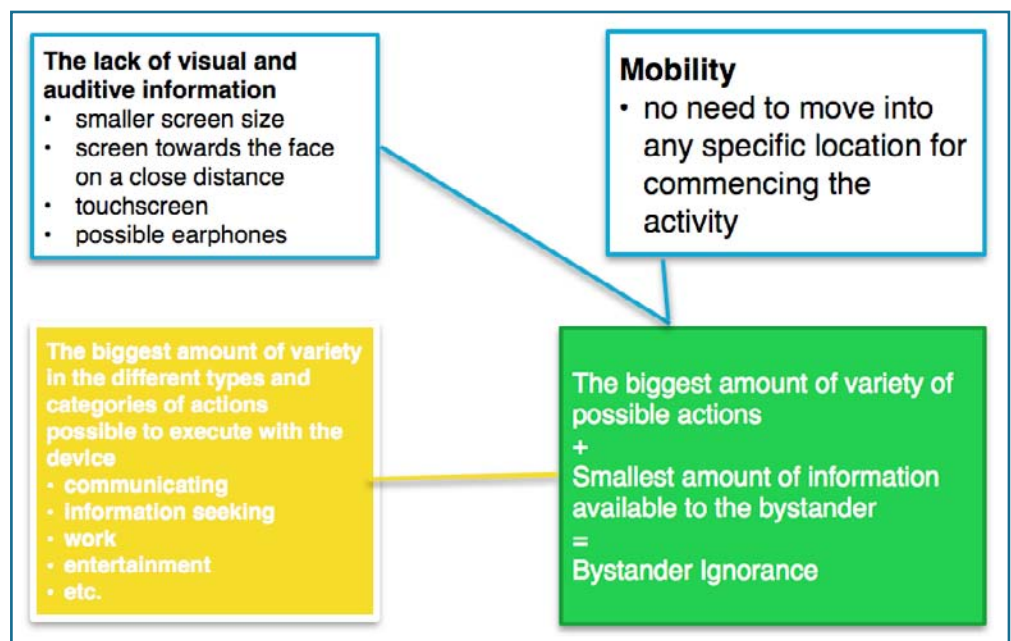 The lack of visual and
auditive information
• smaller screen size
• screen towards the face
on a close distance
• touchscreen
• possible earphones
Mobility
• no need to move into
any specific location for
commencing the
activity
The biggest amount of variety
in the different types and
categories of actions
possible to execute with the
device
• communicating
• information seeking
• work
• entertainment
• etc.
The biggest amount of variety of
possible actions
+
Smallest amount of information
available to the bystander
=
Bystander Ignorance